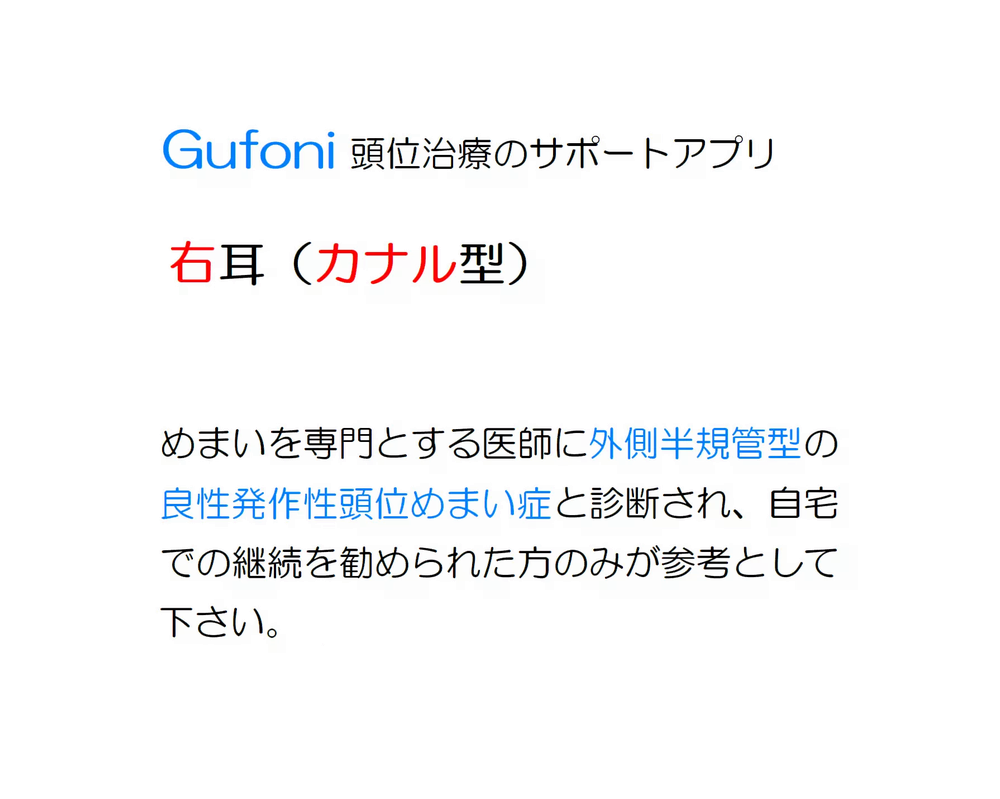 Gufoni 頭位治療のサポートアプリ
右耳（カナル型）
めまいを専門とする医師に外側半規管型の
良性発作性頭位めまい症と診断され、自宅
での継続を勧められた方のみが参考として
下さい。